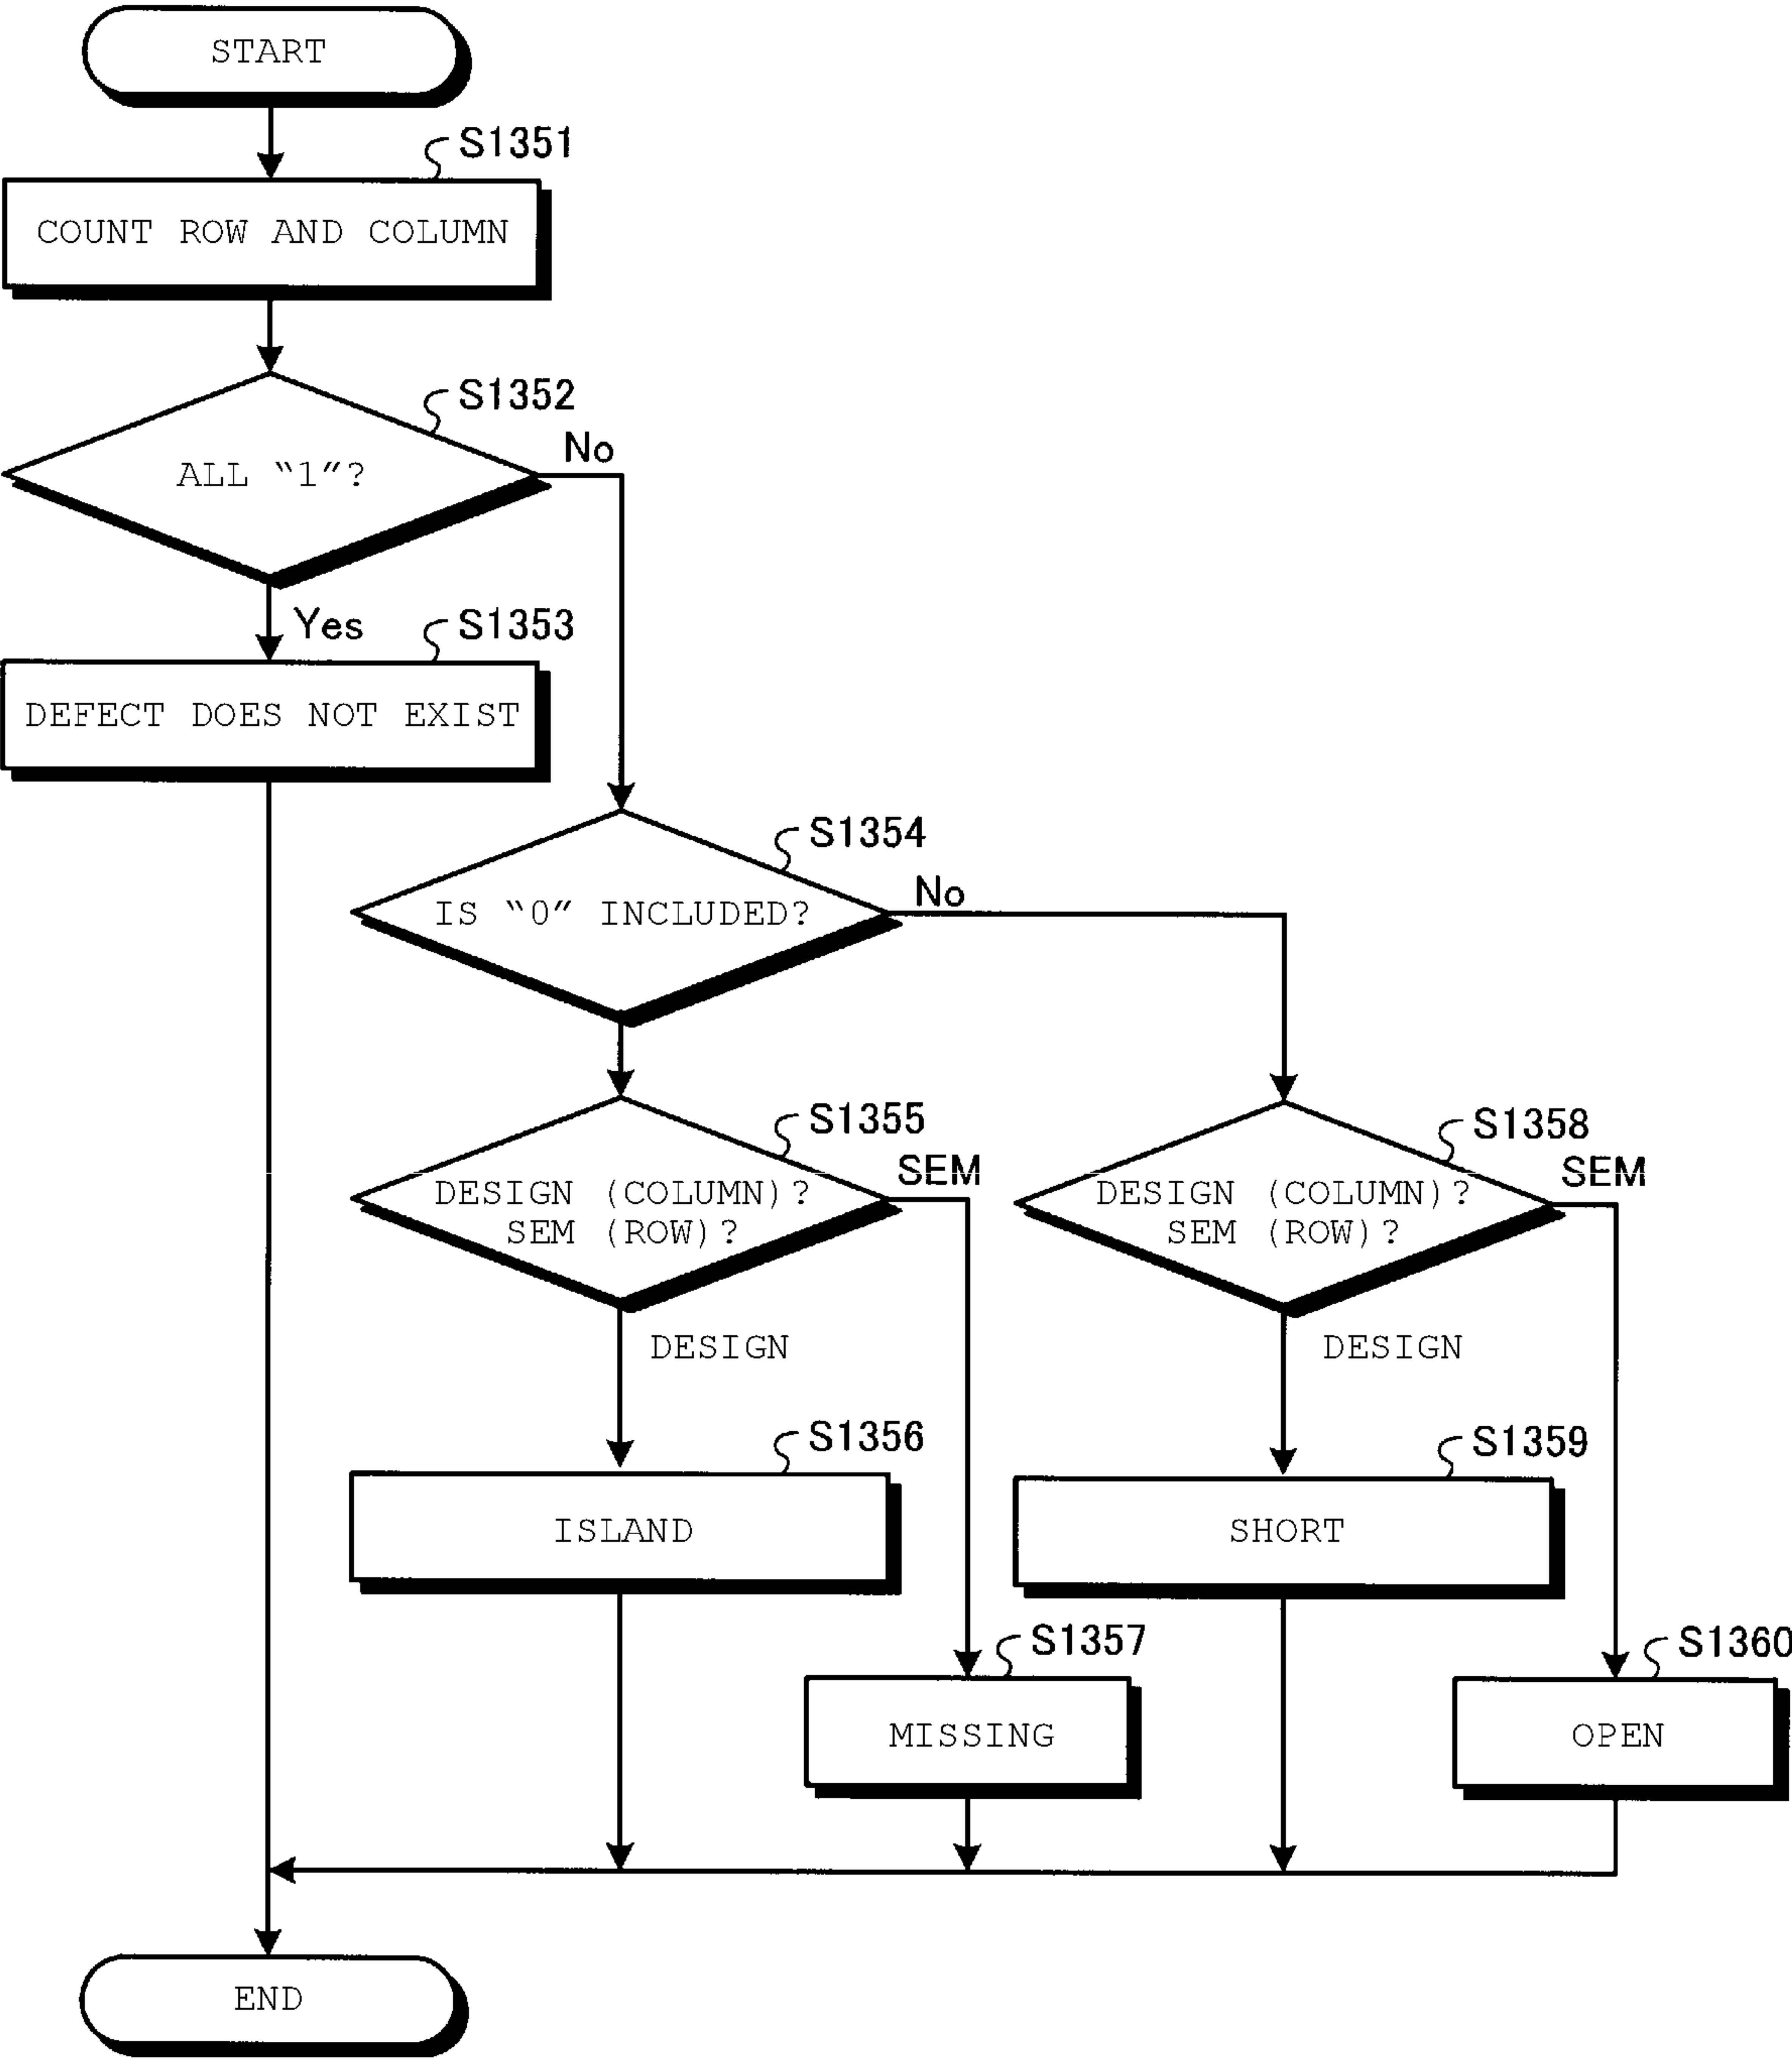 START
S1351
COUNT ROW AND COLUMN
S1352
ALL “1”?
No
Yes
S1353
DEFECT DOES NOT EXIST
S1354
IS “0” INCLUDED?
No
S1355
DESIGN (COLUMN)?
SEM (ROW)?
SEM
DESIGN
S1358
DESIGN (COLUMN)?
SEM (ROW)?
SEM
DESIGN
S1356
ISLAND
S1359
SHORT
S1357
MISSING
S1360
OPEN
END